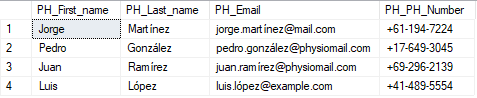 PH_First_name PH_Last_name PH_Email PH_PH_Number
1 Jorge Martínez jorge.martínez@mail.com +61-194-7224
2 Pedro González pedro.gonzález@physiomail.com +17-649-3045
3 Juan Ramírez juan.ramírez@physiomail.com +69-296-2139
4 Luis López luis.lópez@example.com +41-489-5554